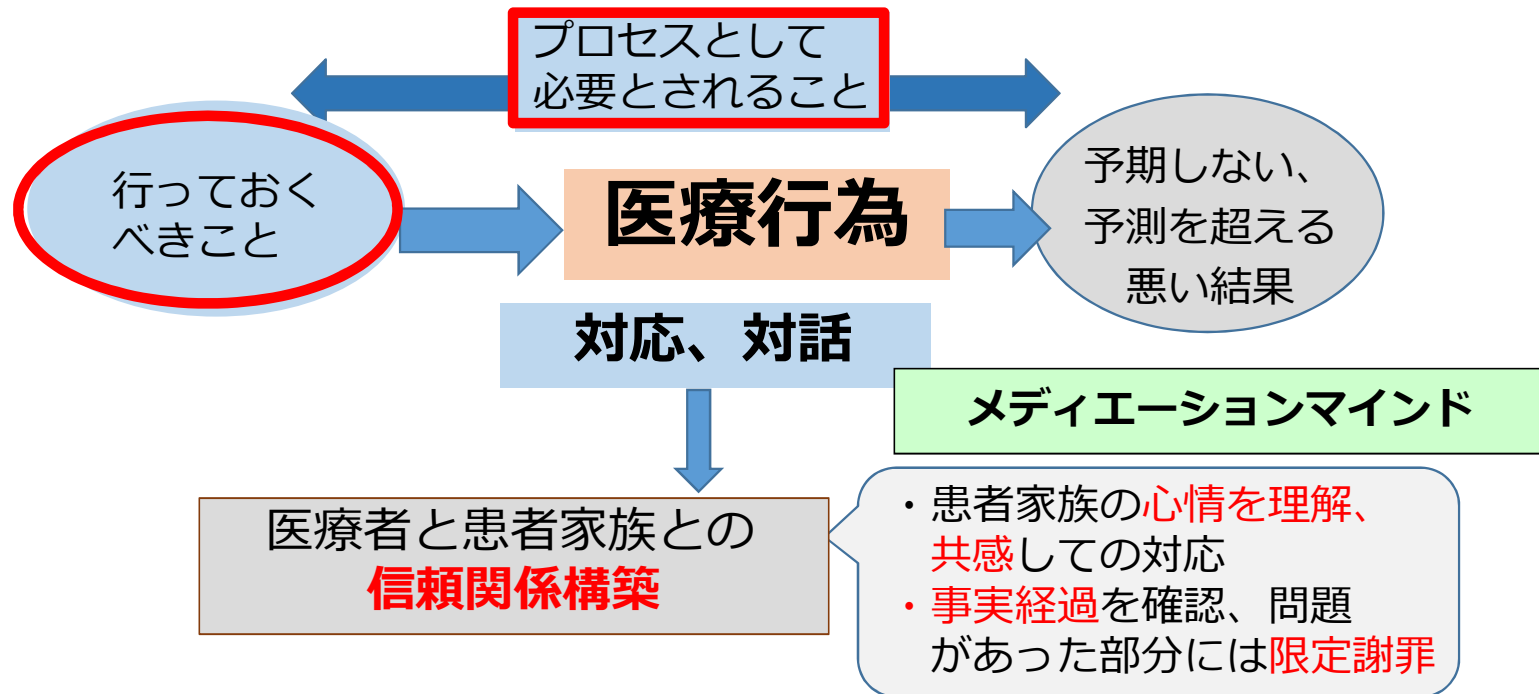 プロセスとして
必要とされること
行っておく
べきこと
医療行為
予期しない、
予測を超える
悪い結果
対応、対話
メディエーションマインド
医療者と患者家族との
信頼関係構築
・患者家族の心情を理解、
共感しての対応
・事実経過を確認、問題
があった部分には限定謝罪